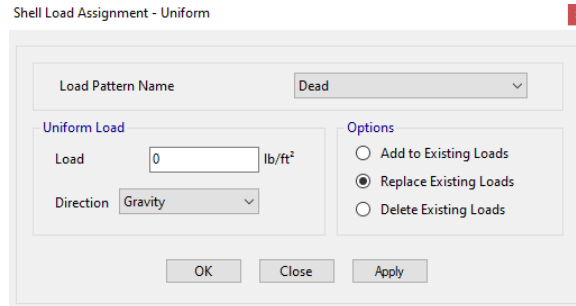 Shell Load Assignment - Uniform
Load Pattern Name Dead
Uniform Load
Load 0 lb/ft²
Direction Gravity
Options
Add to Existing Loads
Replace Existing Loads
Delete Existing Loads
OK Close Apply